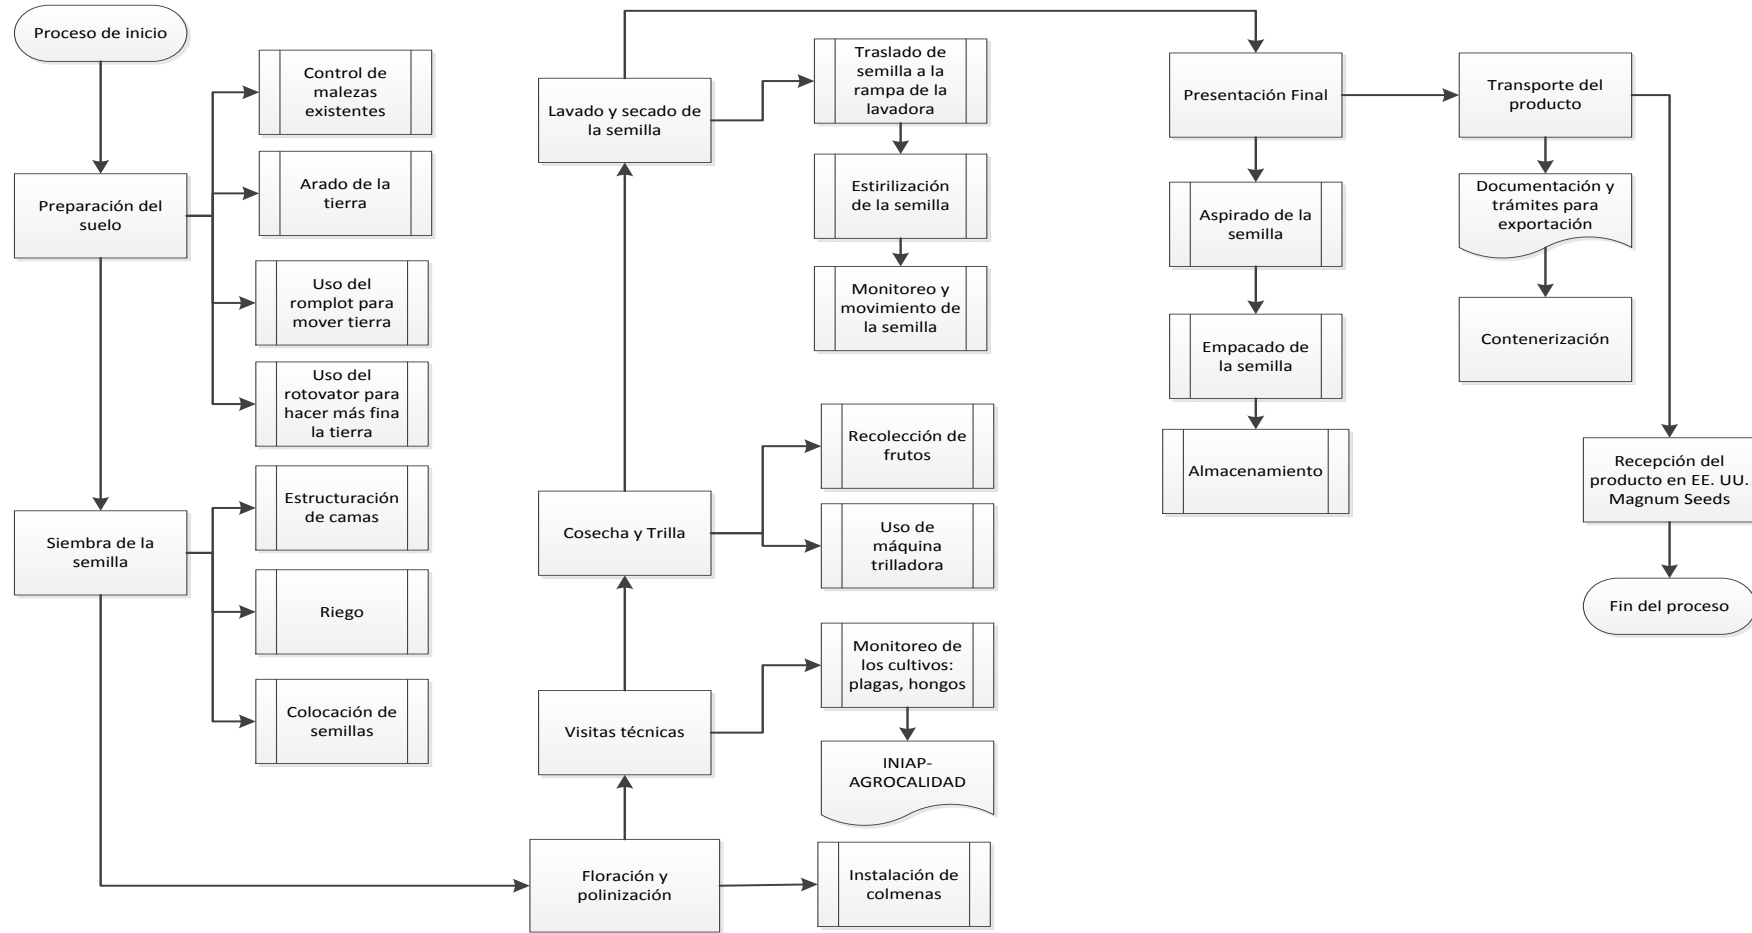 Proceso de inicio
Preparación del
suelo
Control de
malezas
existentes
Arado de la
tierra
Uso del
romplot para
mover tierra
Uso del
rotovator para
hacer más fina
la tierra
Siembra de la
semilla
Estructuración
de camas
Riego
Colocación de
semillas
Floración y
polinización
Instalación de
colmenas
Visitas técnicas
Monitoreo de
los cultivos:
plagas, hongos
INIAP-
AGROCALIDAD
Cosecha y Trilla
Recolección de
frutos
Uso de
máquina
trilladora
Lavado y secado de
la semilla
Traslado de
semilla a la
rampa de la
lavadora
Estirilización
de la semilla
Monitoreo y
movimiento de
la semilla
Presentación Final
Aspirado de la
semilla
Empacado de
la semilla
Almacenamiento
Transporte del
producto
Documentación y
trámites para
exportación
Contenerización
Recepción del
producto en EE. UU.
Magnum Seeds
Fin del proceso